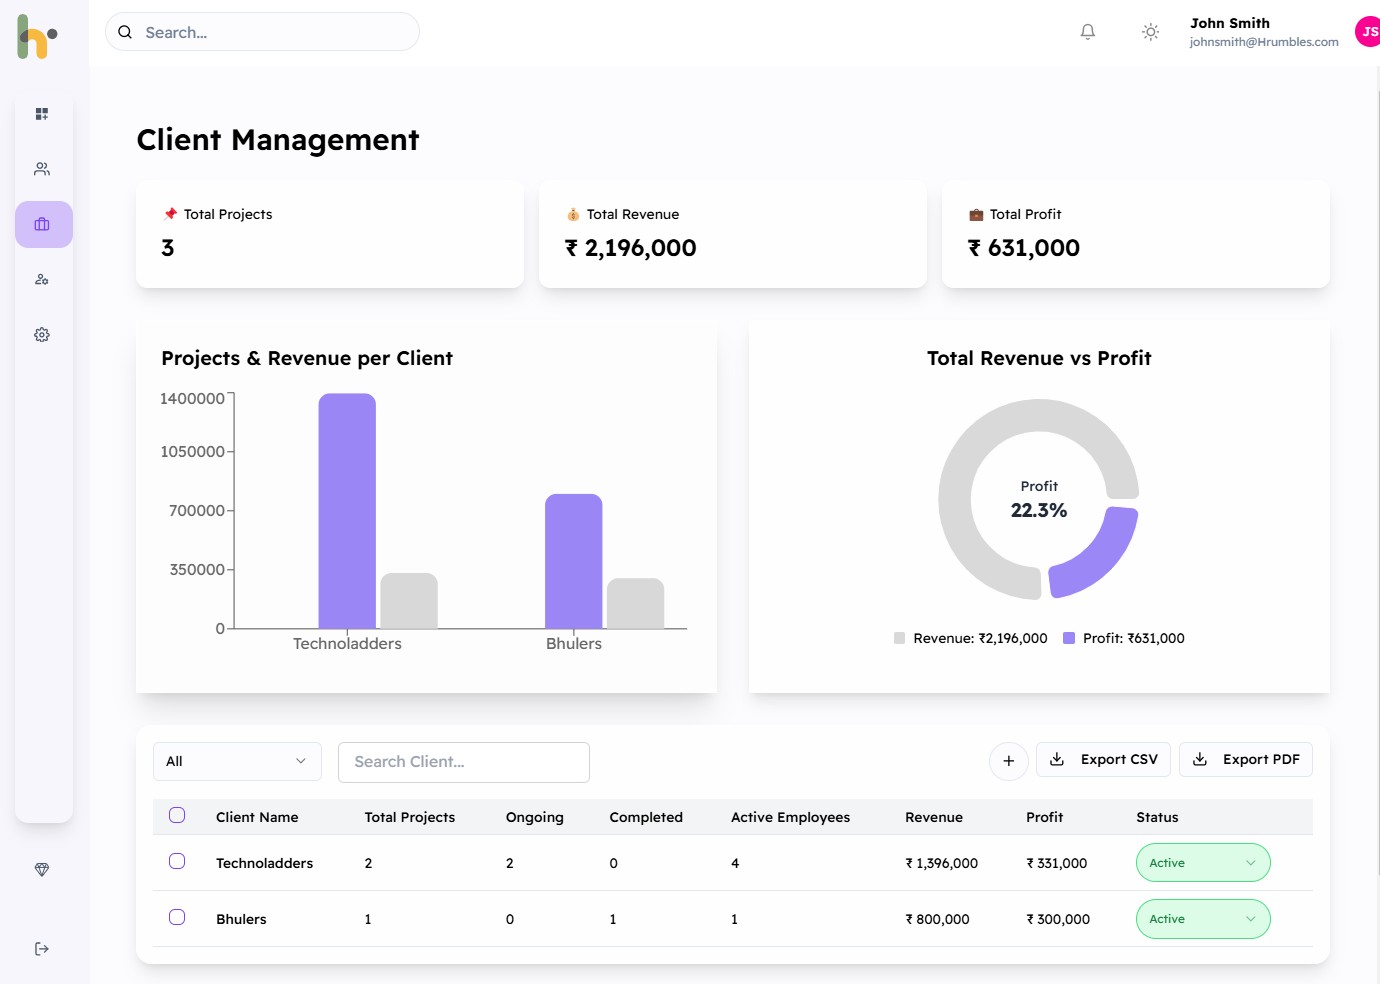 Search...
John Smith
johnsmith@Hrumbles.com
JS
Client Management
Total Projects
3
Total Revenue
₹ 2,196,000
Total Profit
₹ 631,000
Projects & Revenue per Client
1400000
1050000
700000
350000
0
Technoladders
Bhulers
Total Revenue vs Profit
Profit
22.3%
Revenue: ₹2,196,000 Profit: ₹631,000
All
Search Client...
Export CSV
Export PDF
Client Name Total Projects Ongoing Completed Active Employees Revenue Profit Status
Technoladders 2 2 0 4 ₹ 1,396,000 ₹ 331,000 Active
Bhulers 1 0 1 1 ₹ 800,000 ₹ 300,000 Active